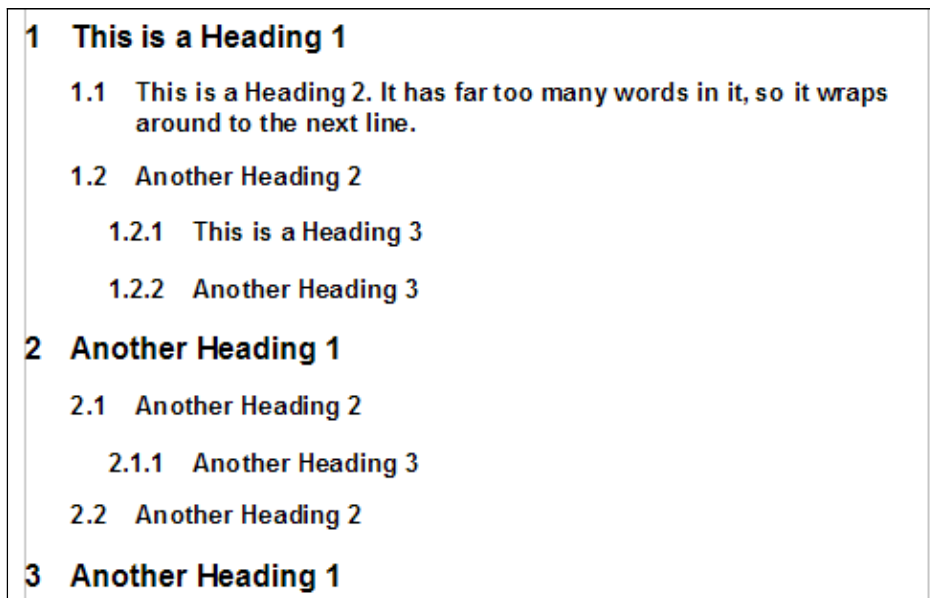 1 This is a Heading 1
1.1 This is a Heading 2. It has far too many words in it, so it wraps
around to the next line.
1.2 Another Heading 2
1.2.1 This is a Heading 3
1.2.2 Another Heading 3
2 Another Heading 1
2.1 Another Heading 2
2.1.1 Another Heading 3
2.2 Another Heading 2
3 Another Heading 1